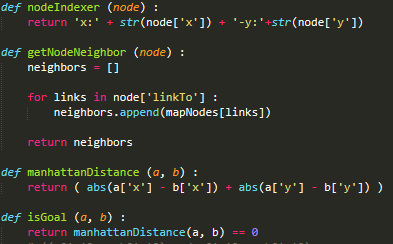 def nodeIndexer (node) :
return 'x:' + str(node['x']) + '-y:'+str(node['y'])
def getNodeNeighbor (node) :
neighbors = []
for links in node['linkTo'] :
neighbors.append(mapNodes[links])
return neighbors
def manhattanDistance (a, b) :
return ( abs(a['x'] - b['x']) + abs(a['y'] - b['y']) )
def isGoal (a, b) :
return manhattanDistance(a, b) == 0